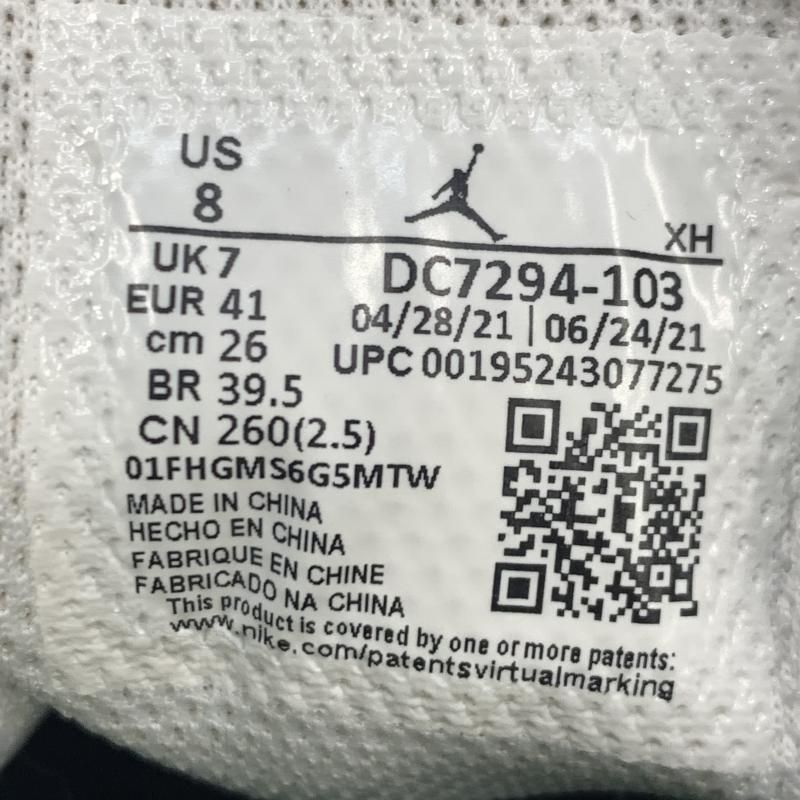 US
8
XH
UK 7
EUR 41
cm 26
BR 39.5
CN 260(2.5)
DC7294-103
04/28/21 | 06/24/21
UPC 00195243077275
01FHGMS6G5MTW
MADE IN CHINA
HECHO EN CHINA
FABRIQUE EN CHINE
FABRICADO NA CHINA
This product is covered by one or more patents:
www.nike.com/patentsvirtualmarking